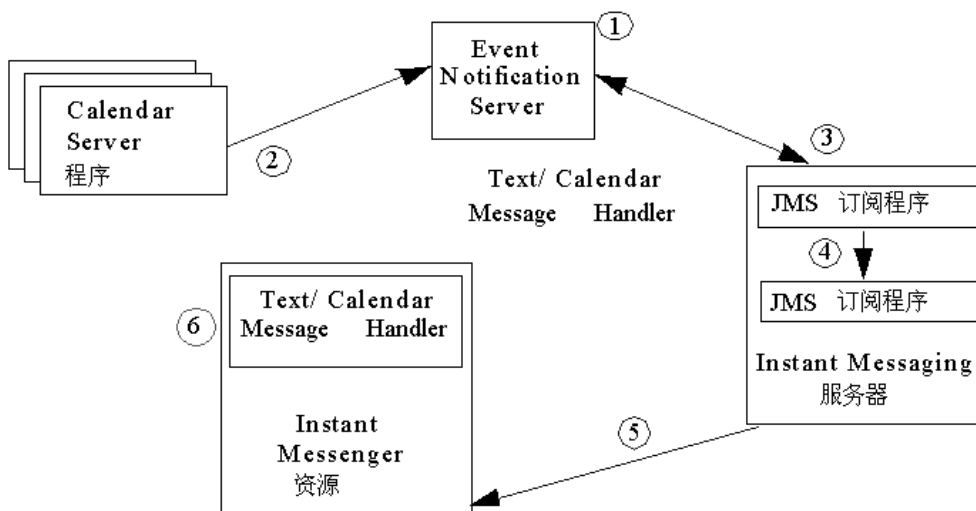 1
Event
Notification
Server
Calendar
Server
程序
2
3
Text/ Calendar
Message Handler
JMS 订阅程序
4
JMS 订阅程序
Instant Messaging
服务器
5
6
Text/ Calendar
Message Handler
Instant
Messenger
资源